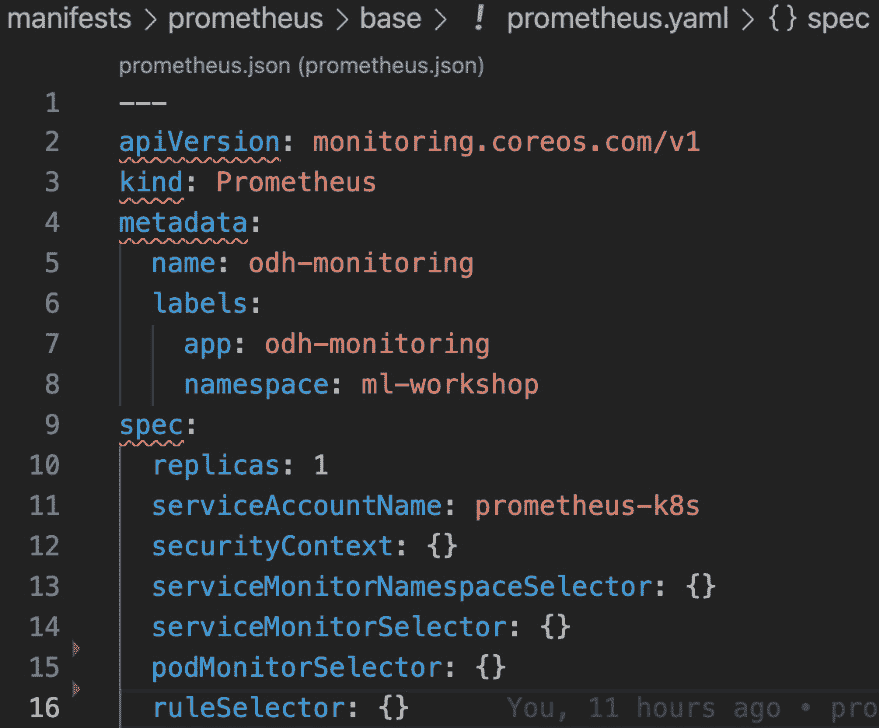 manifests > prometheus > base > ! prometheus.yaml > {} spec
prometheus.json (prometheus.json)
1 ---
2 apiVersion: monitoring.coreos.com/v1
3 kind: Prometheus
4 metadata:
5   name: odh-monitoring
6   labels:
7     app: odh-monitoring
8     namespace: ml-workshop
9 spec:
10   replicas: 1
11   serviceAccountName: prometheus-k8s
12   securityContext: {}
13   serviceMonitorNamespaceSelector: {}
14   serviceMonitorSelector: {}
15   podMonitorSelector: {}
16   ruleSelector: {} You, 11 hours ago • pro